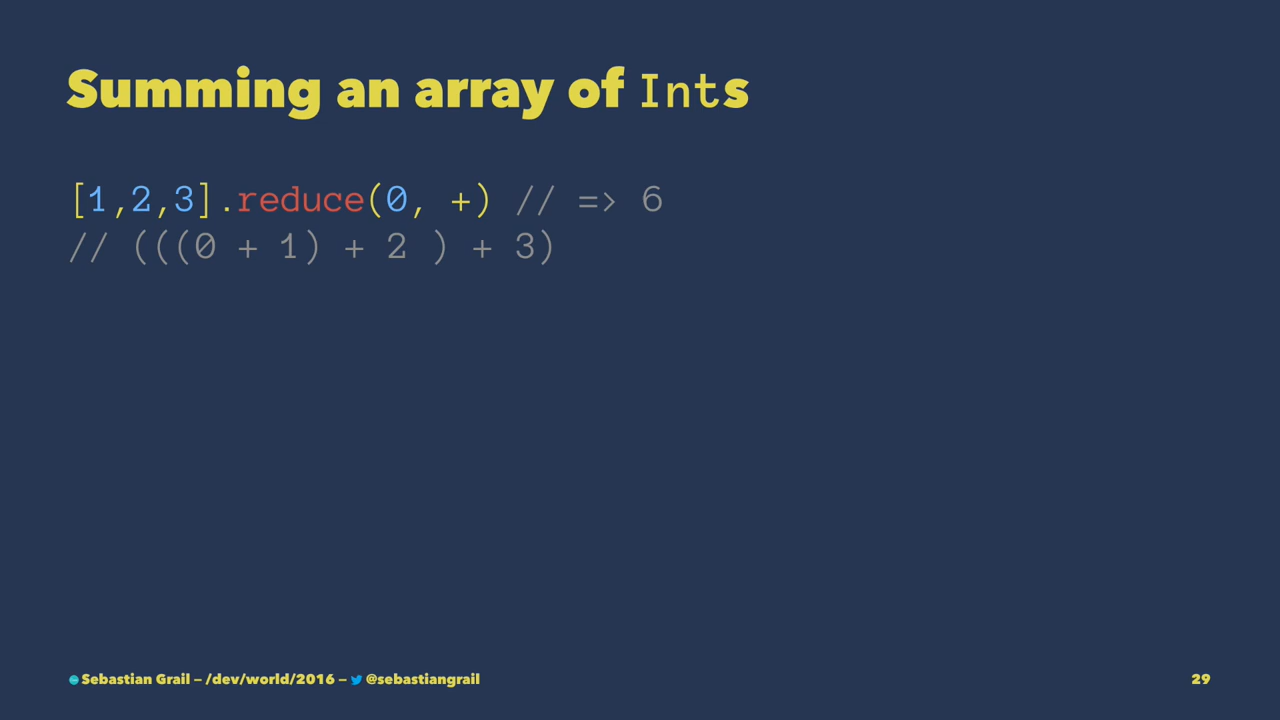 Summing an array of Ints
[1,2,3].reduce(0, +) // => 6
// (((0 + 1) + 2 ) + 3)
Sebastian Grail – /dev/world/2016 – @sebastiangrail
29